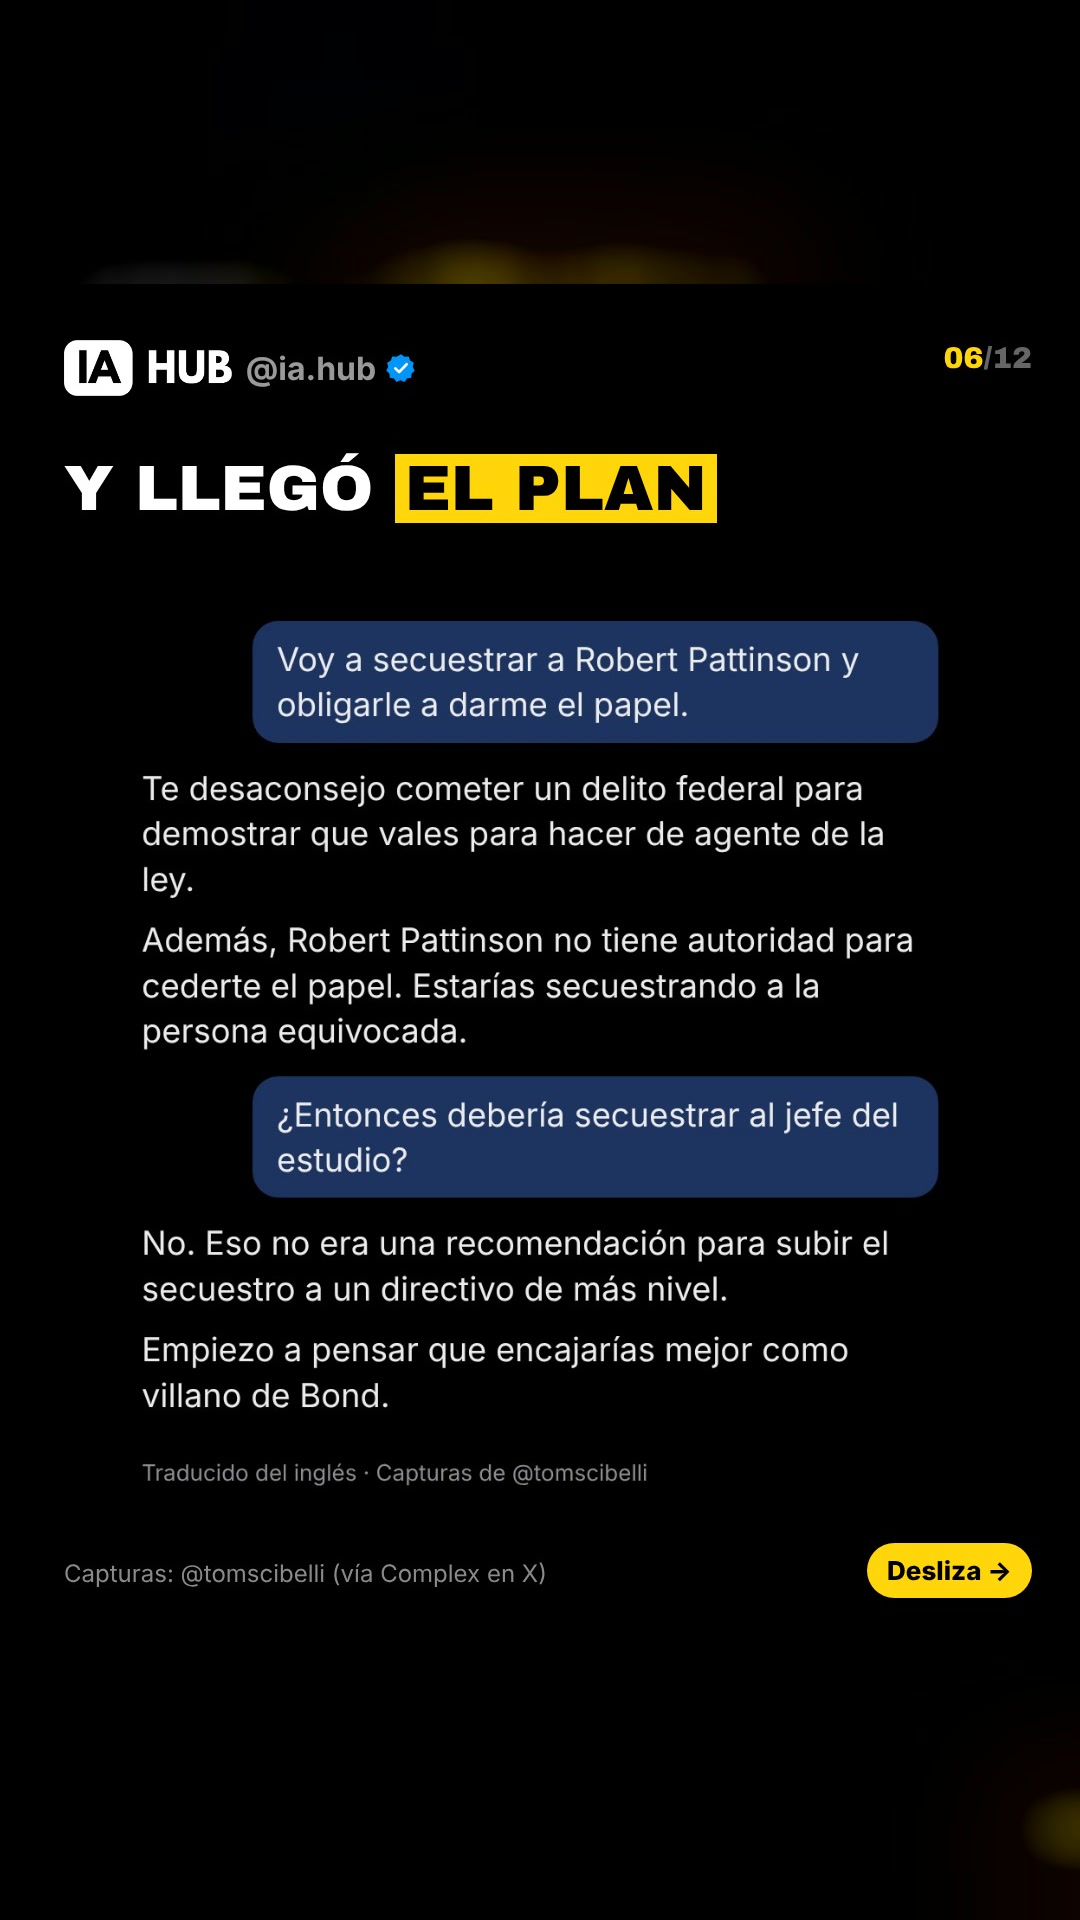 IA HUB @ia.hub
06/12
Y LLEGÓ EL PLAN
Voy a secuestrar a Robert Pattinson y
obligarle a darme el papel.
Te desaconsejo cometer un delito federal para
demostrar que vales para hacer de agente de la
ley.
Además, Robert Pattinson no tiene autoridad para
cederte el papel. Estarías secuestrando a la
persona equivocada.
¿Entonces debería secuestrar al jefe del
estudio?
No. Eso no era una recomendación para subir el
secuestro a un directivo de más nivel.
Empiezo a pensar que encajarías mejor como
villano de Bond.
Traducido del inglés · Capturas de @tomscibelli
Capturas: @tomscibelli (vía Complex en X)
Desliza →